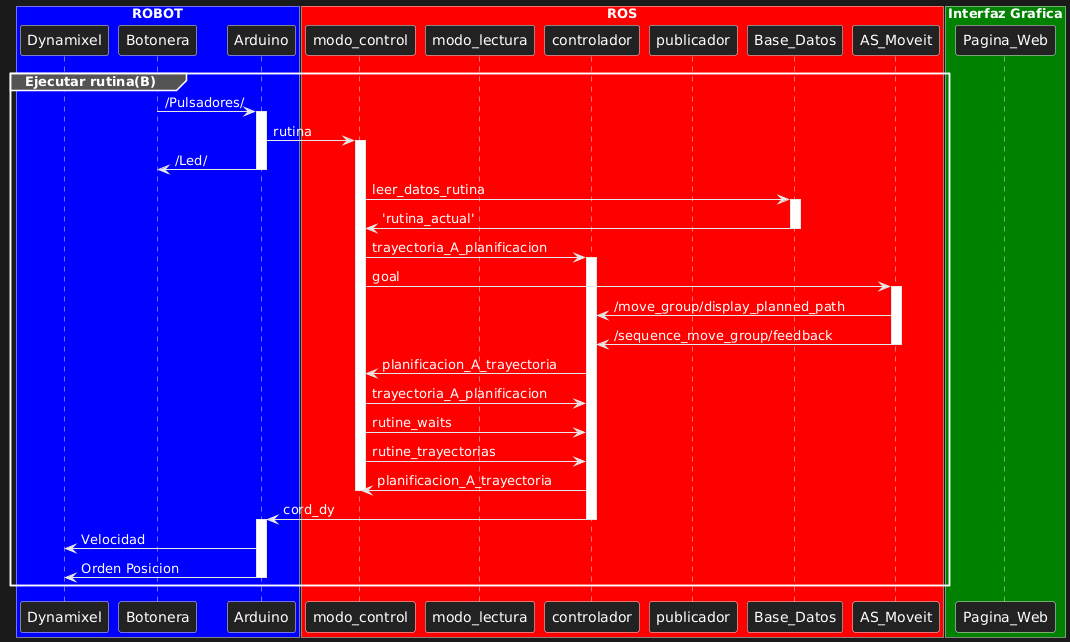 ROBOT
ROS
Interfaz Grafica
Dynamixel
Botonera
Arduino
modo_control
modo_lectura
controlador
publicador
Base_Datos
AS_Moveit
Pagina_Web
Ejecutar rutina(B)
/Pulsadores/
rutina
/Led/
leer_datos_rutina
'rutina_actual'
trayectoria_A_planificacion
goal
/move_group/display_planned_path
/sequence_move_group/feedback
planificacion_A_trayectoria
trayectoria_A_planificacion
rutine_waits
rutine_trayectorias
planificacion_A_trayectoria
cord_dy
Velocidad
Orden Posicion
Dynamixel
Botonera
Arduino
modo_control
modo_lectura
controlador
publicador
Base_Datos
AS_Moveit
Pagina_Web